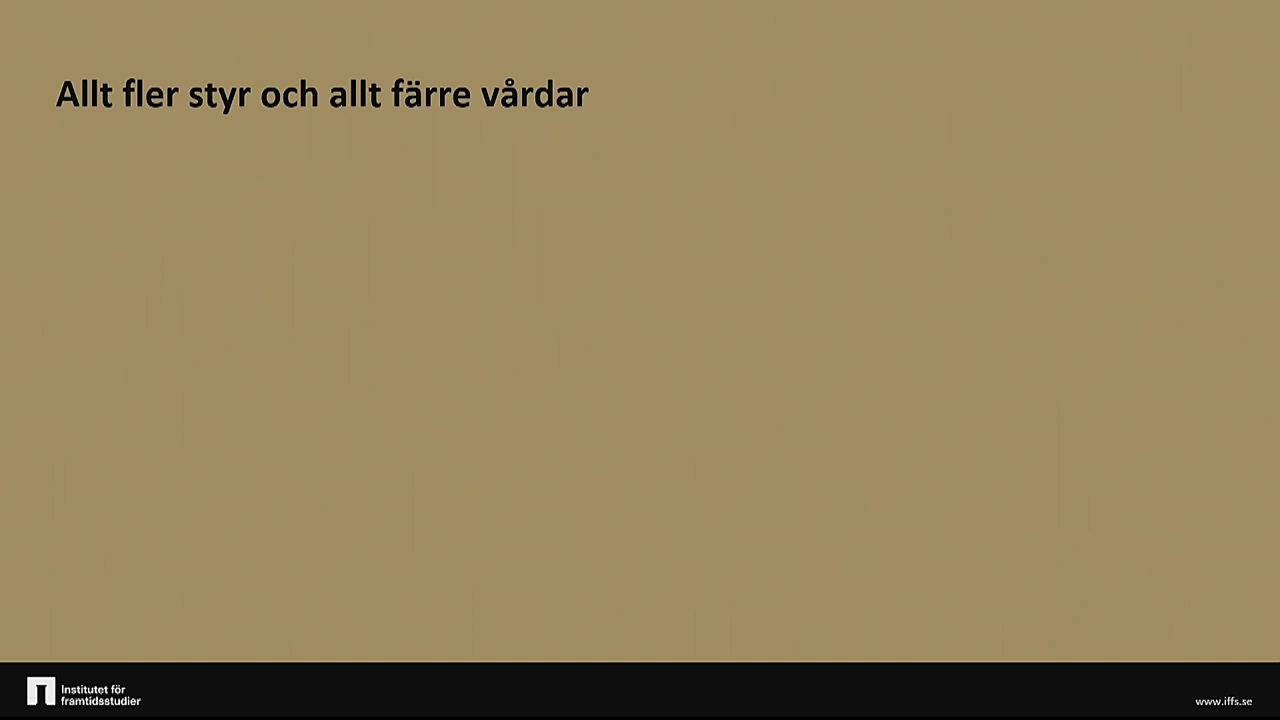 Allt fler styr och allt färre vårdar
Institutet för
framtidsstudier
www.iffs.se